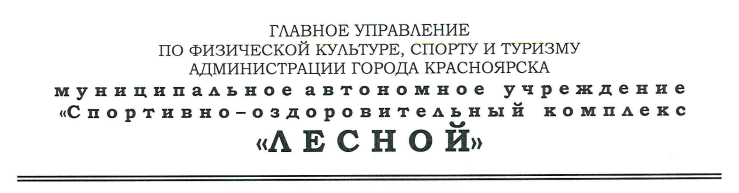 ГЛАВНОЕ УПРАВЛЕНИЕ
ПО ФИЗИЧЕСКОЙ КУЛЬТУРЕ, СПОРТУ И ТУРИЗМУ
АДМИНИСТРАЦИИ ГОРОДА КРАСНОЯРСКА
муниципальное автономное учреждение
«Спортивно-оздоровительный комплекс
«ЛЕСНОЙ»